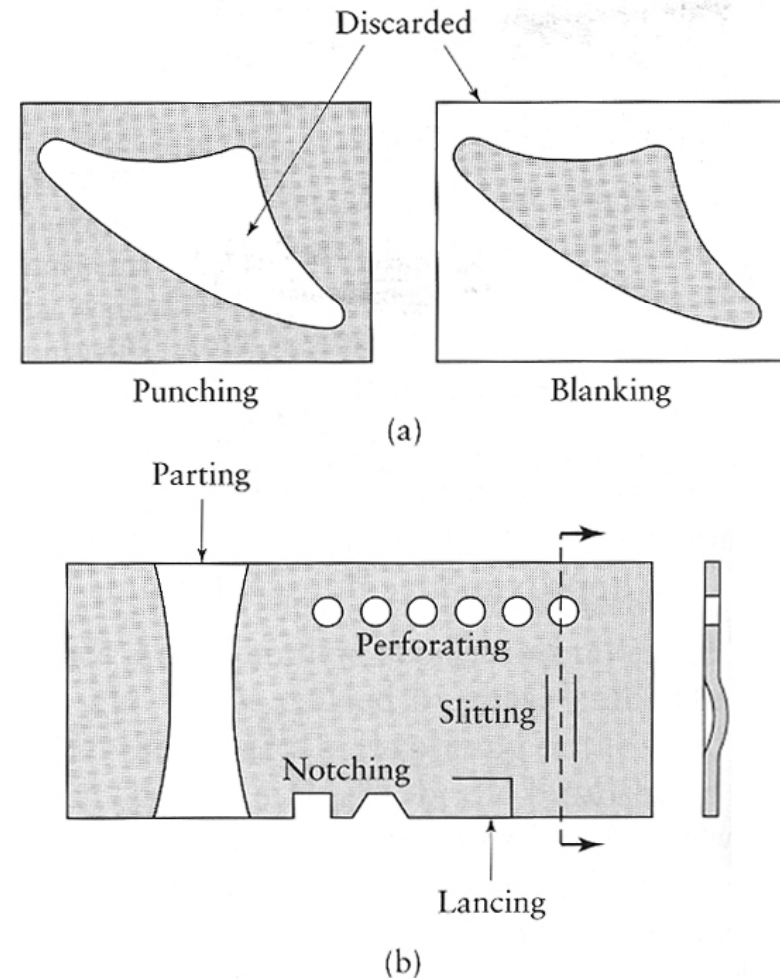 Discarded
Punching
Blanking
(a)
Parting
Perforating
Slitting
Notching
Lancing
(b)